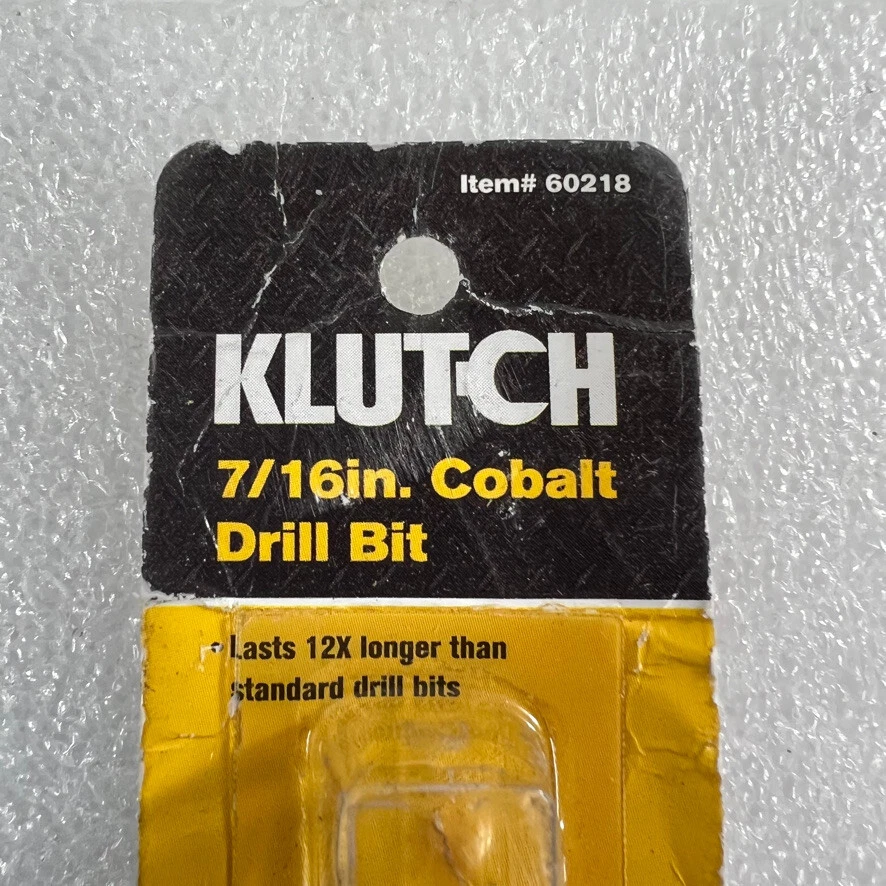 Item# 60218
KLUTCH
7/16in. Cobalt
Drill Bit
• Lasts 12X longer than
standard drill bits